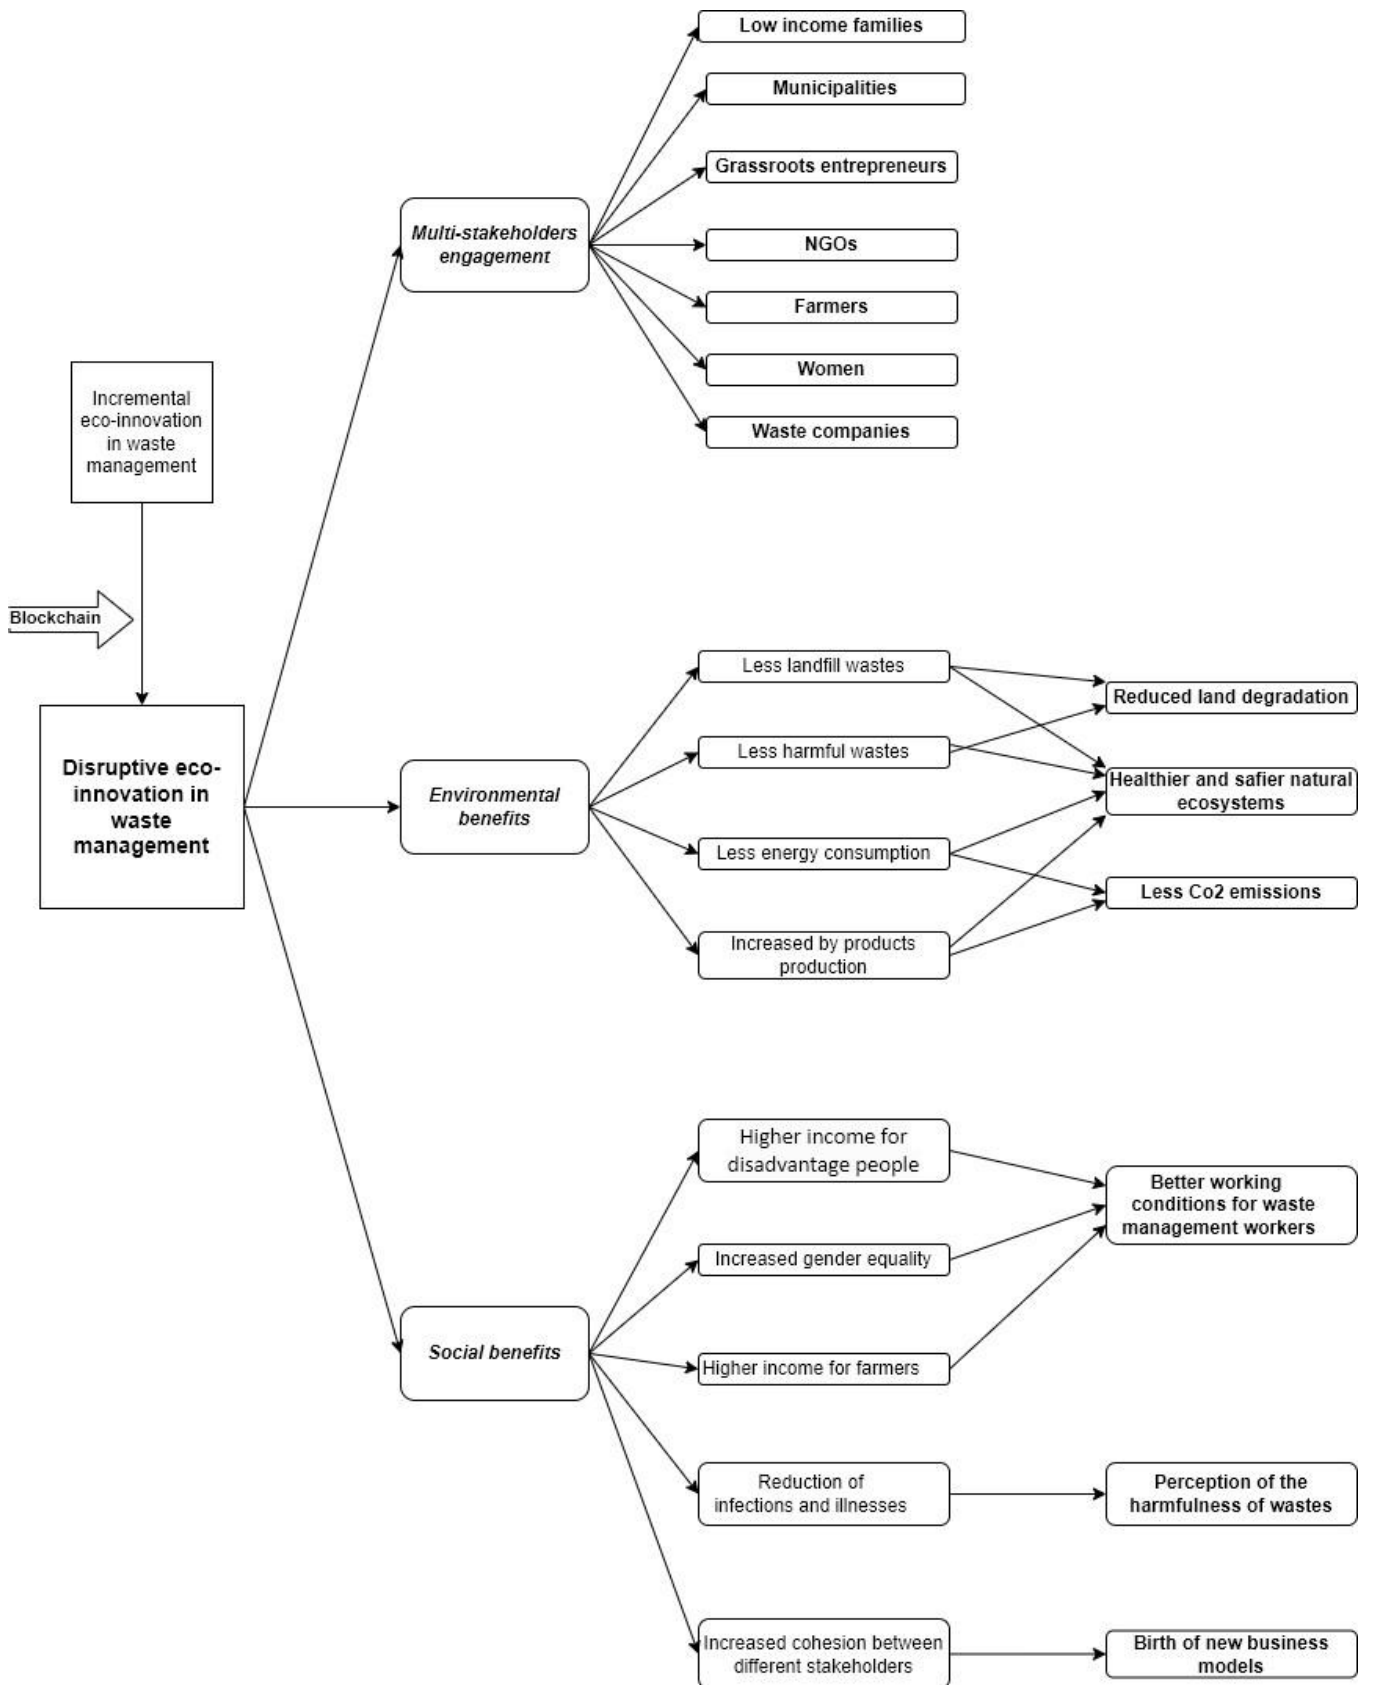 Low income families
Municipalities
Grassroots entrepreneurs
Multi-stakeholders
engagement
NGOs
Farmers
Women
Waste companies
Incremental
eco-innovation
in waste
management
Blockchain
Disruptive eco-
innovation in
waste
management
Environmental
benefits
Less landfill wastes
Less harmful wastes
Less energy consumption
Increased by products
production
Reduced land degradation
Healthier and safier natural
ecosystems
Less Co2 emissions
Social benefits
Higher income for
disadvantage people
Increased gender equality
Higher income for farmers
Reduction of
infections and illnesses
Increased cohesion between
different stakeholders
Better working
conditions for waste
management workers
Perception of the
harmfulness of wastes
Birth of new business
models